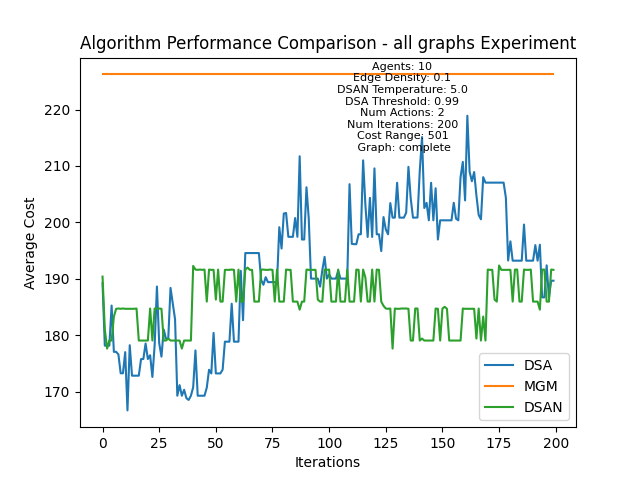 Algorithm Performance Comparison - all graphs Experiment
Agents: 10
Edge Density: 0.1
DSAN Temperature: 5.0
DSA Threshold: 0.99
Num Actions: 2
Num Iterations: 200
Cost Range: 501
Graph: complete
220
210
200
190
180
170
Average Cost
0
25
50
75
100
125
150
175
200
Iterations
DSA
MGM
DSAN